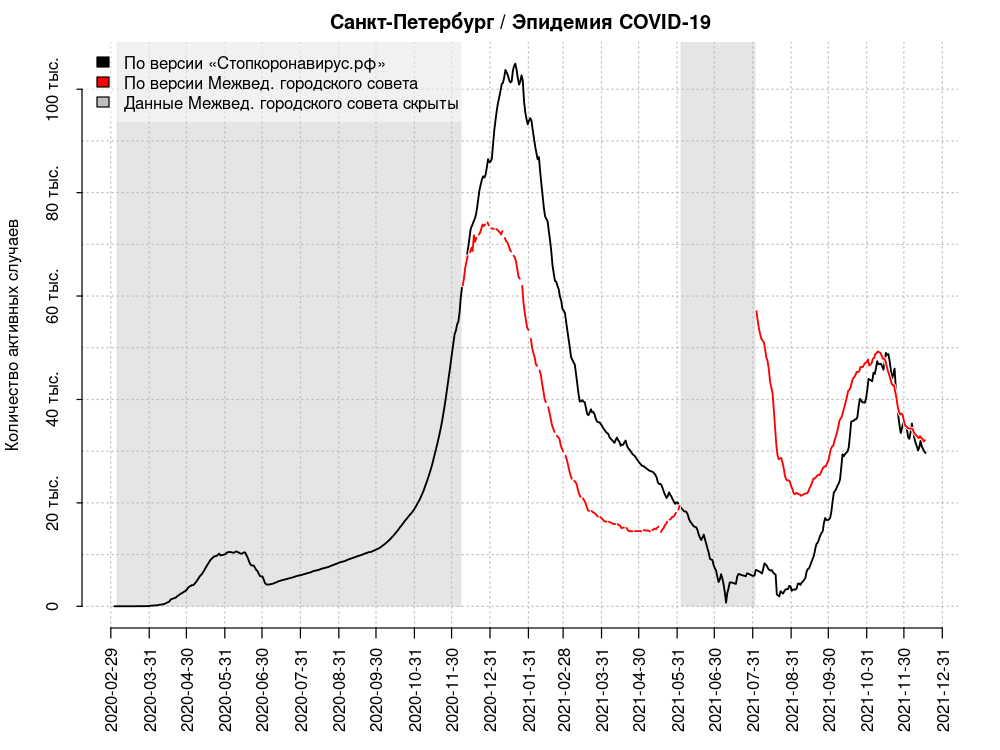 Санкт-Петербург / Эпидемия COVID-19
По версии «Стопкоронавирус.рф»
По версии Межвед. городского совета
Данные Межвед. городского совета скрыты
Количество активных случаев
100 тыс.
80 тыс.
60 тыс.
40 тыс.
20 тыс.
0
2020-02-29
2020-03-31
2020-04-30
2020-05-31
2020-06-30
2020-07-31
2020-08-31
2020-09-30
2020-10-31
2020-11-30
2020-12-31
2021-01-31
2021-02-28
2021-03-31
2021-04-30
2021-05-31
2021-06-30
2021-07-31
2021-08-31
2021-09-30
2021-10-31
2021-11-30
2021-12-31